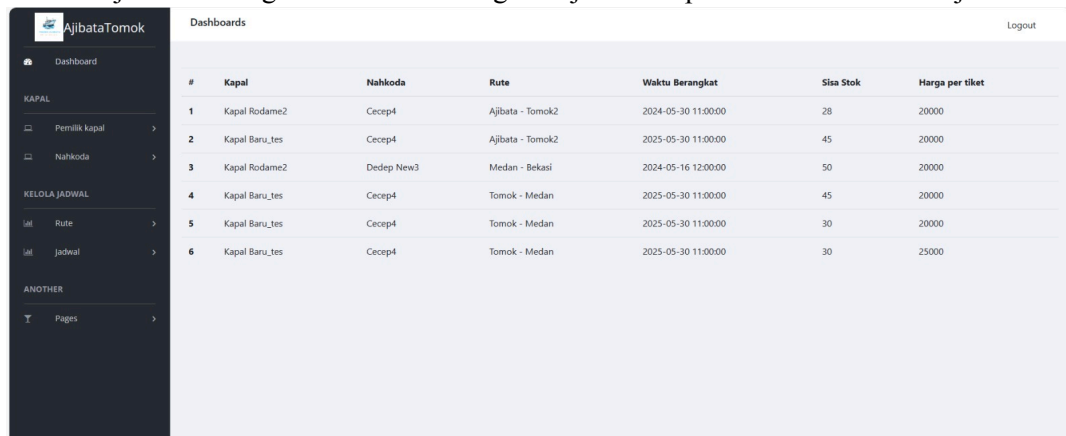 AjibataTomok
Dashboard
KAPAL
Pemilik kapal
Nahkoda
KELOLA JADWAL
Rute
Jadwal
ANOTHER
Pages
Dashboards
Logout
# Kapal Nahkoda Rute Waktu Berangkat Sisa Stok Harga per tiket
1 Kapal Rodame2 Cecep4 Ajibata - Tomok2 2024-05-30 11:00:00 28 20000
2 Kapal Baru_tes Cecep4 Ajibata - Tomok2 2025-05-30 11:00:00 45 20000
3 Kapal Rodame2 Dedep New3 Medan - Bekasi 2024-05-16 12:00:00 50 20000
4 Kapal Baru_tes Cecep4 Tomok - Medan 2025-05-30 11:00:00 45 20000
5 Kapal Baru_tes Cecep4 Tomok - Medan 2025-05-30 11:00:00 30 20000
6 Kapal Baru_tes Cecep4 Tomok - Medan 2025-05-30 11:00:00 30 25000